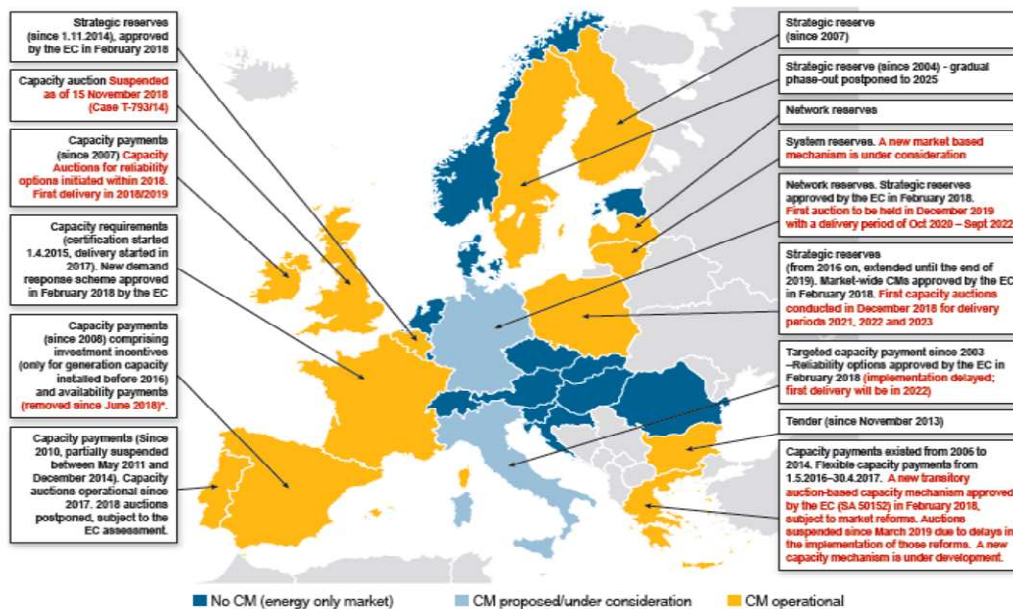 Strategic reserves
(since 1.11.2014), approved
by the EC in February 2018
Capacity auction Suspended
as of 15 November 2018
(Case T-793/14)
Capacity payments
(since 2007) Capacity
Auctions for reliability
options initiated within 2018.
First delivery in 2018/2019
Capacity requirements
(certification started
1.4.2015, delivery started in
2017). New demand
response scheme approved
in February 2018 by the EC
Capacity payments
(since 2008) comprising
investment incentives
(only for generation capacity
installed before 2016)
and availability payments
(removed since June 2018)*.
Capacity payments (Since
2010, partially suspended
between May 2011 and
December 2014). Capacity
auctions operational since
2017. 2018 auctions
postponed, subject to the
EC assessment.
Strategic reserve
(since 2007)
Strategic reserve (since 2004) - gradual
phase-out postponed to 2025
Network reserves
System reserves. A new market based
mechanism is under consideration
Network reserves. Strategic reserves
approved by the EC in February 2018.
First auction to be held in December 2019
with a delivery period of Oct 2020 – Sept 2022
Strategic reserves
(from 2016 on, extended until the end of
2019). Market-wide CMs approved by the EC
in February 2018. First capacity auctions
conducted in December 2018 for delivery
periods 2021, 2022 and 2023
Targeted capacity payment since 2003
–Reliability options approved by the EC in
February 2018 (implementation delayed;
first delivery will be in 2022)
Tender (since November 2013)
Capacity payments existed from 2006 to
2014. Flexible capacity payments from
1.5.2016–30.4.2017. A new transitory
auction-based capacity mechanism approved
by the EC (SA 50152) in February 2018,
subject to market reforms. Auctions
suspended since March 2019 due to delays in
the implementation of those reforms. A new
capacity mechanism is under development.
No CM (energy only market) CM proposed/under consideration CM operational